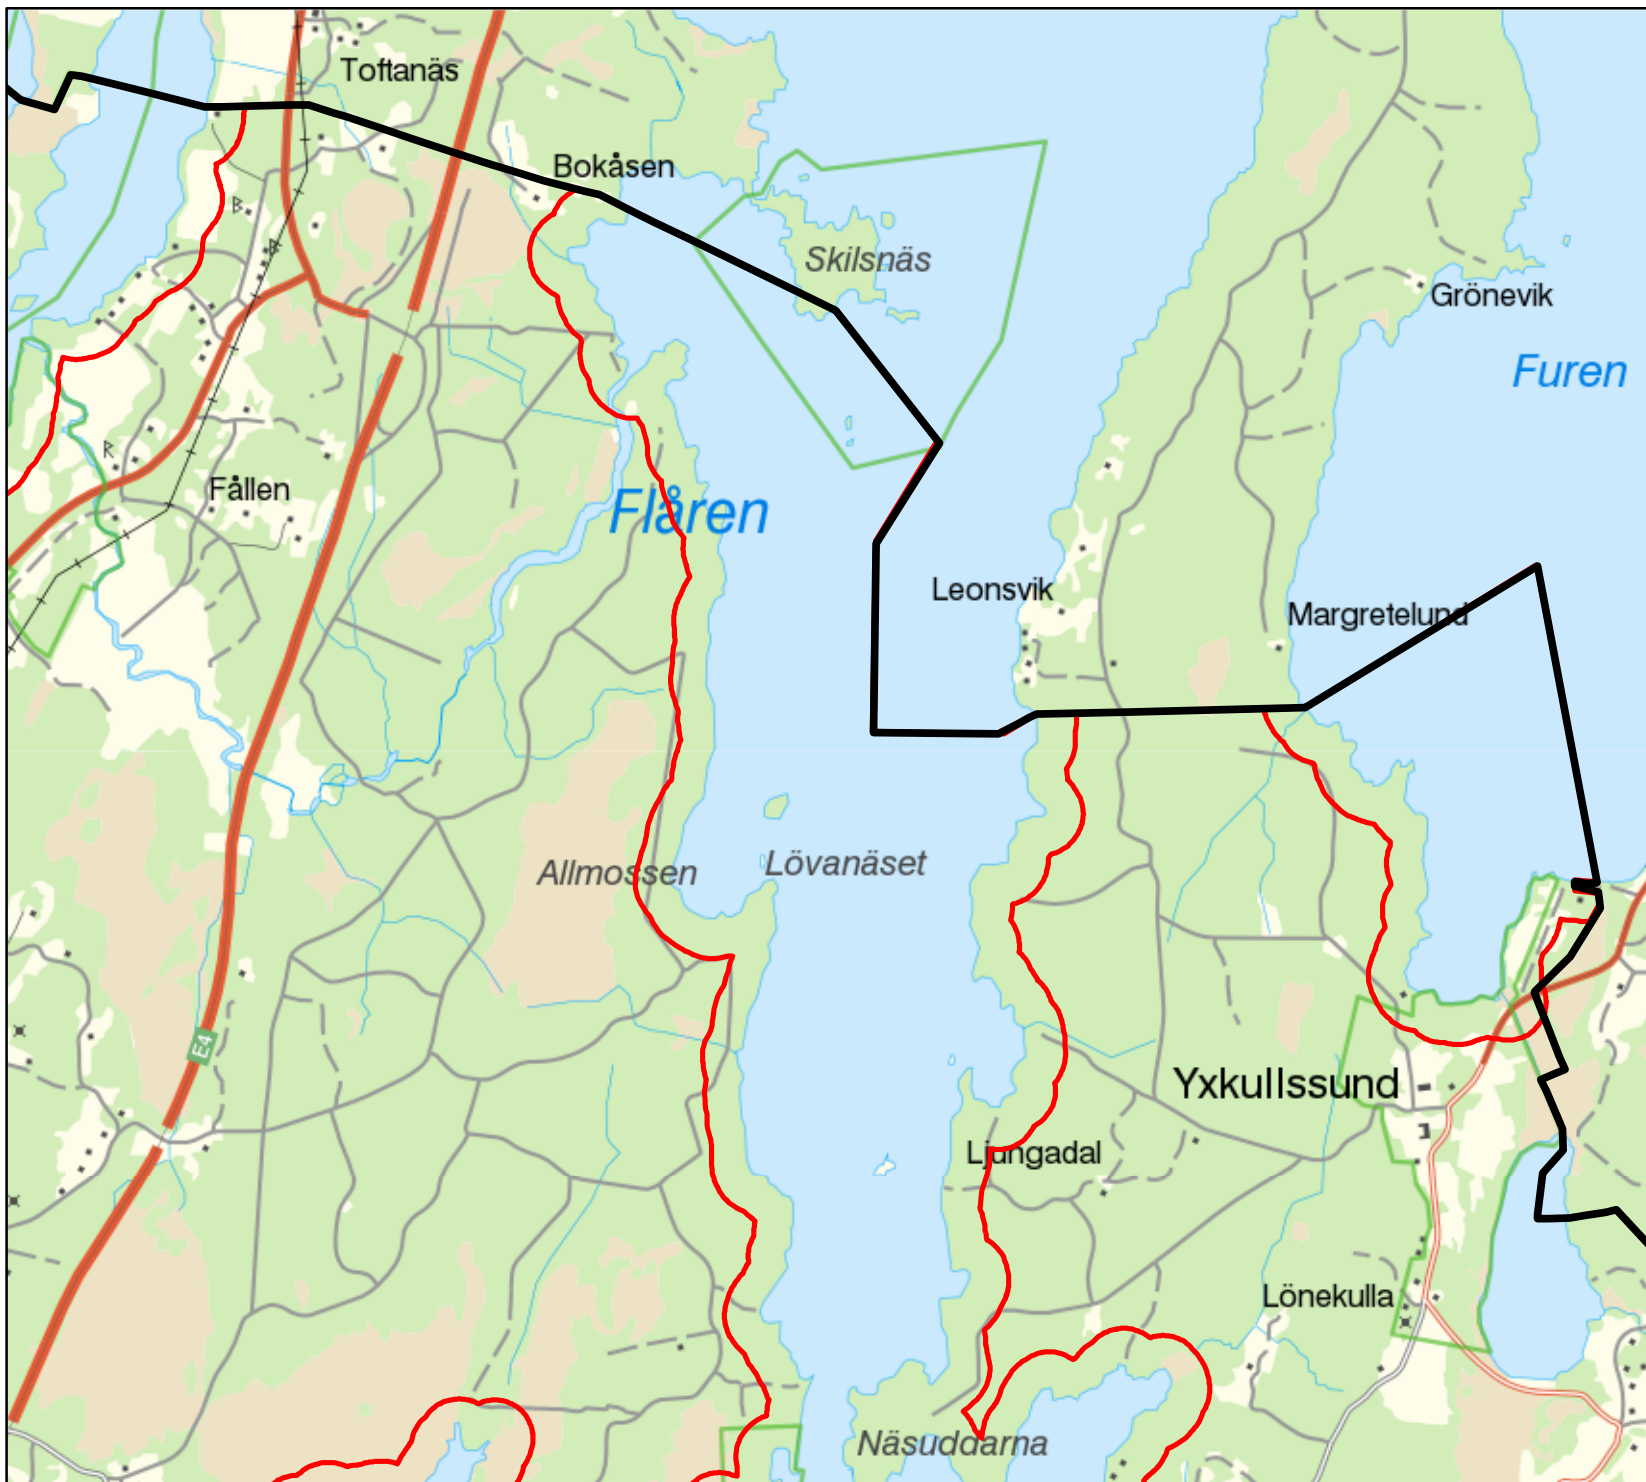 Toftanäs
Bokåsen
Skilsnäs
Grönevik
Furen
Fållen
Flåren
Leonsvik
Margretelund
Allmossen
Lövanäset
E4
Yxkullssund
Ljungadal
Lönekulla
Näsuddarna